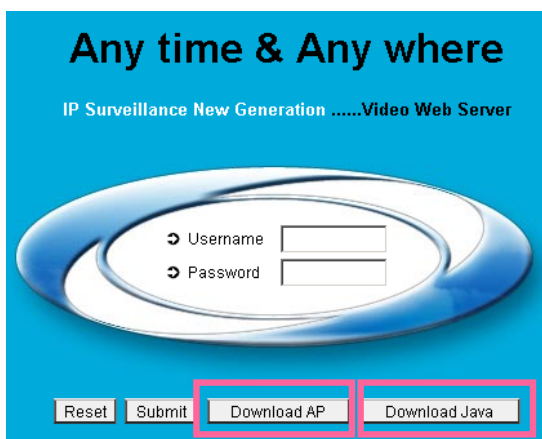 Any time & Any where
IP Surveillance New Generation ......Video Web Server
Username
Password
Reset Submit Download AP Download Java